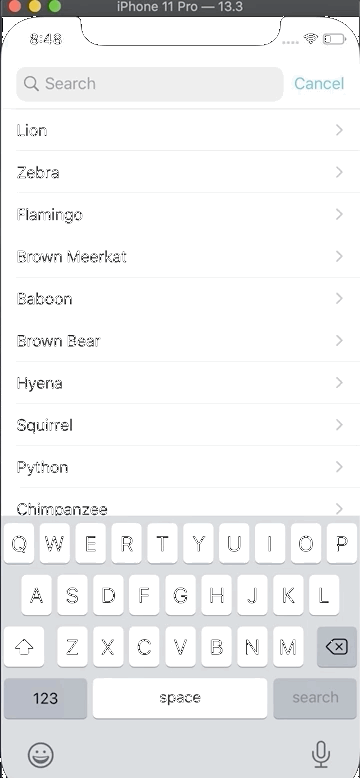 iPhone 11 Pro — 13.3
8:48
Search Cancel
Lion
Zebra
Flamingo
Brown Meerkat
Baboon
Brown Bear
Hyena
Squirrel
Python
Chimpanzee
Q W E R T Y U I O P
A S D F G H J K L
Z X C V B N M
123 space search